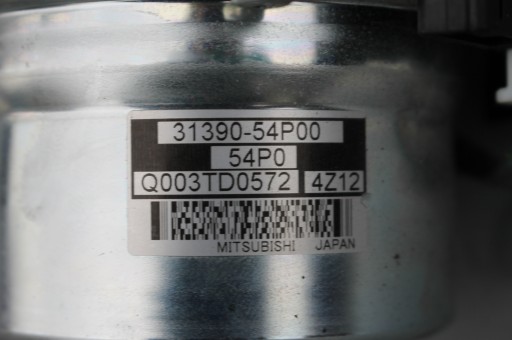 31390-54P00
54P0
Q003TD0572 4Z12
MITSUBISHI JAPAN